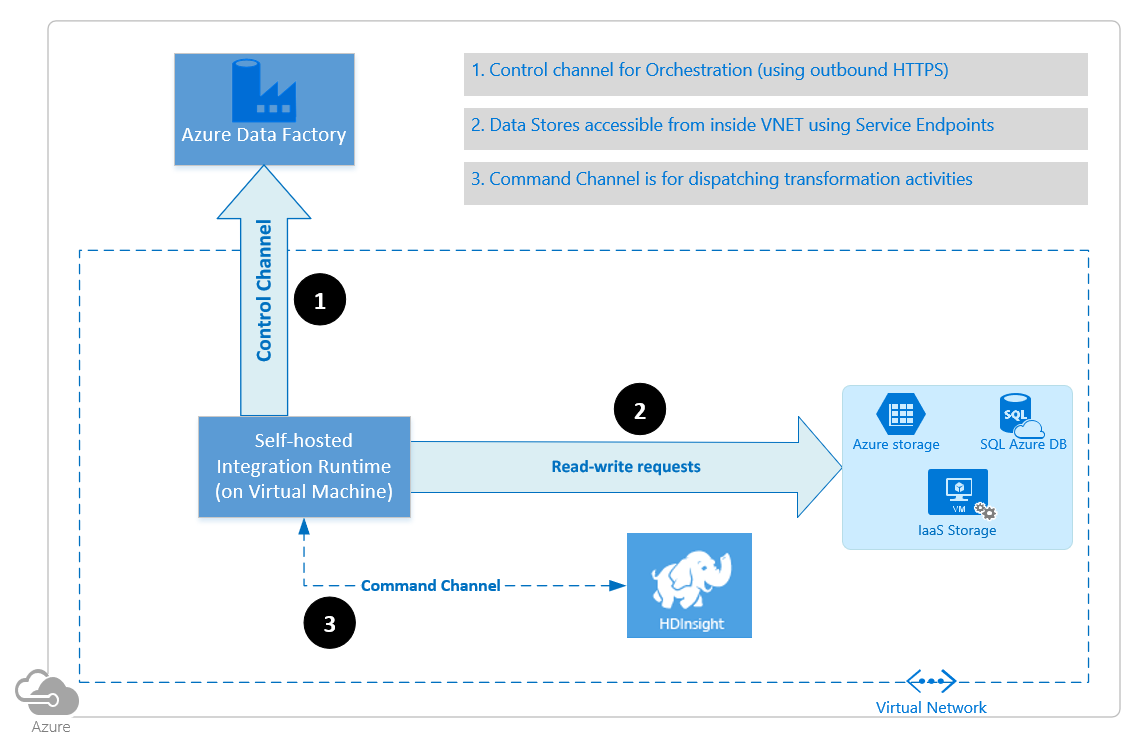 Azure Data Factory
1. Control channel for Orchestration (using outbound HTTPS)
2. Data Stores accessible from inside VNET using Service Endpoints
3. Command Channel is for dispatching transformation activities
Control Channel
1
Self-hosted
Integration Runtime
(on Virtual Machine)
2
Read-write requests
Azure storage
SQL
SQL Azure DB
VM
IaaS Storage
Command Channel
3
HDInsight
Virtual Network
Azure